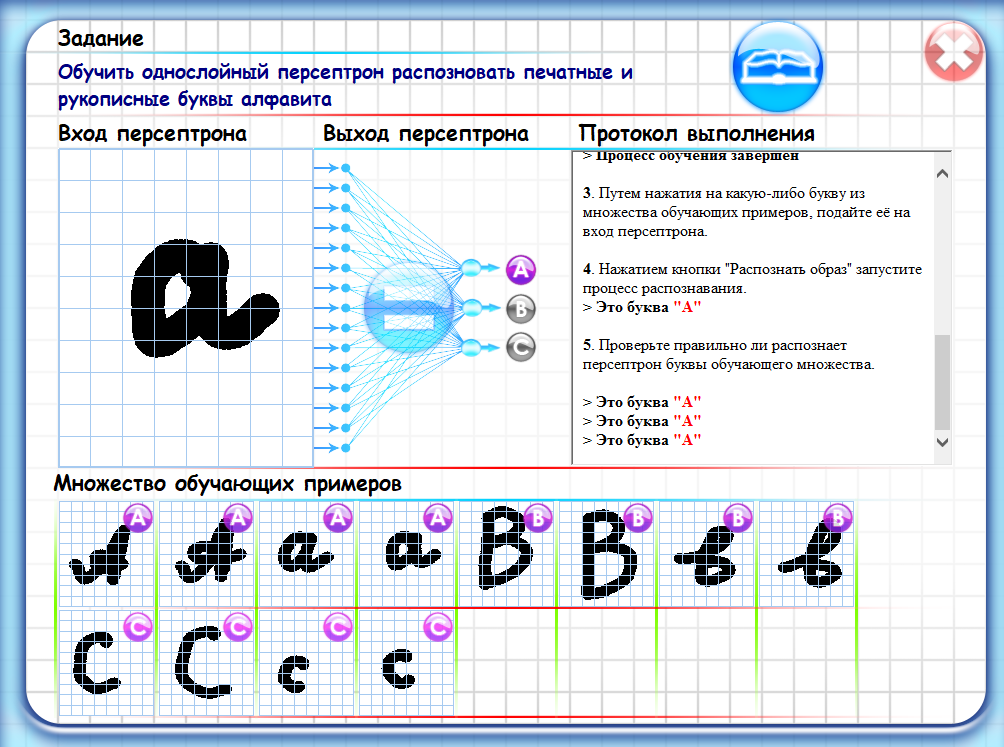 Задание
Обучить однослойный персептрон распозновать печатные и
рукописные буквы алфавита
Вход персептрона
Выход персептрона
Протокол выполнения
> Процесс обучения завершен
3. Путем нажатия на какую-либо букву из
множества обучающих примеров, подайте её на
вход персептрона.
4. Нажатием кнопки "Распознать образ" запустите
процесс распознавания.
> Это буква "А"
5. Проверьте правильно ли распознает
персептрон буквы обучающего множества.
> Это буква "А"
> Это буква "А"
> Это буква "А"
а
А
В
С
Множество обучающих примеров
А А А А В В В В
А А а а В В в в
С С С С
С С с с